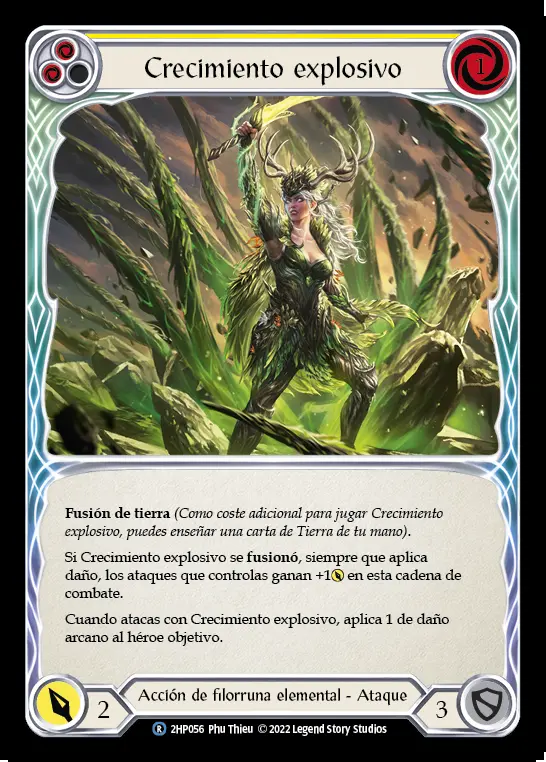 Crecimiento explosivo
1
Fusión de tierra (Como coste adicional para jugar Crecimiento
explosivo, puedes enseñar una carta de Tierra de tu mano).
Si Crecimiento explosivo se fusionó, siempre que aplica
daño, los ataques que controlas ganan +1 en esta cadena de
combate.
Cuando atacas con Crecimiento explosivo, aplica 1 de daño
arcano al héroe objetivo.
2
Acción de filorruna elemental - Ataque
3
R 2HP056 Phu Thieu © 2022 Legend Story Studios